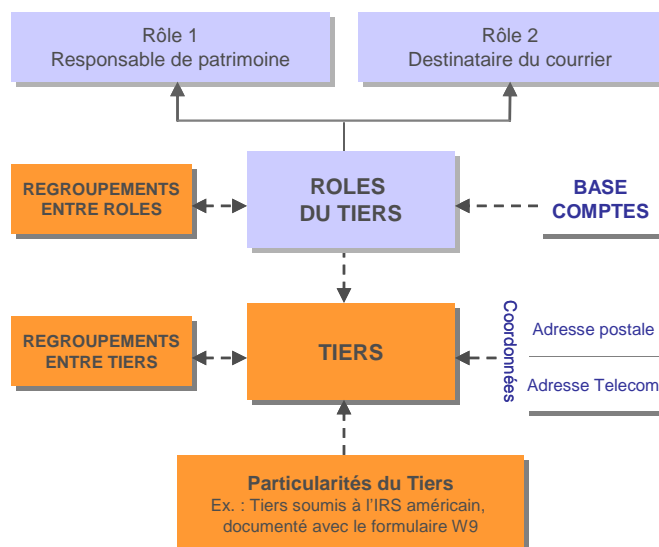 Rôle 1
Responsable de patrimoine
Rôle 2
Destinataire du courrier
REGROUPEMENTS
ENTRE ROLES
ROLES
DU TIERS
BASE
COMPTES
REGROUPEMENTS
ENTRE TIERS
TIERS
Coordonnées
Adresse postale
Adresse Telecom
Particularités du Tiers
Ex. : Tiers soumis à l'IRS américain,
documenté avec le formulaire W9